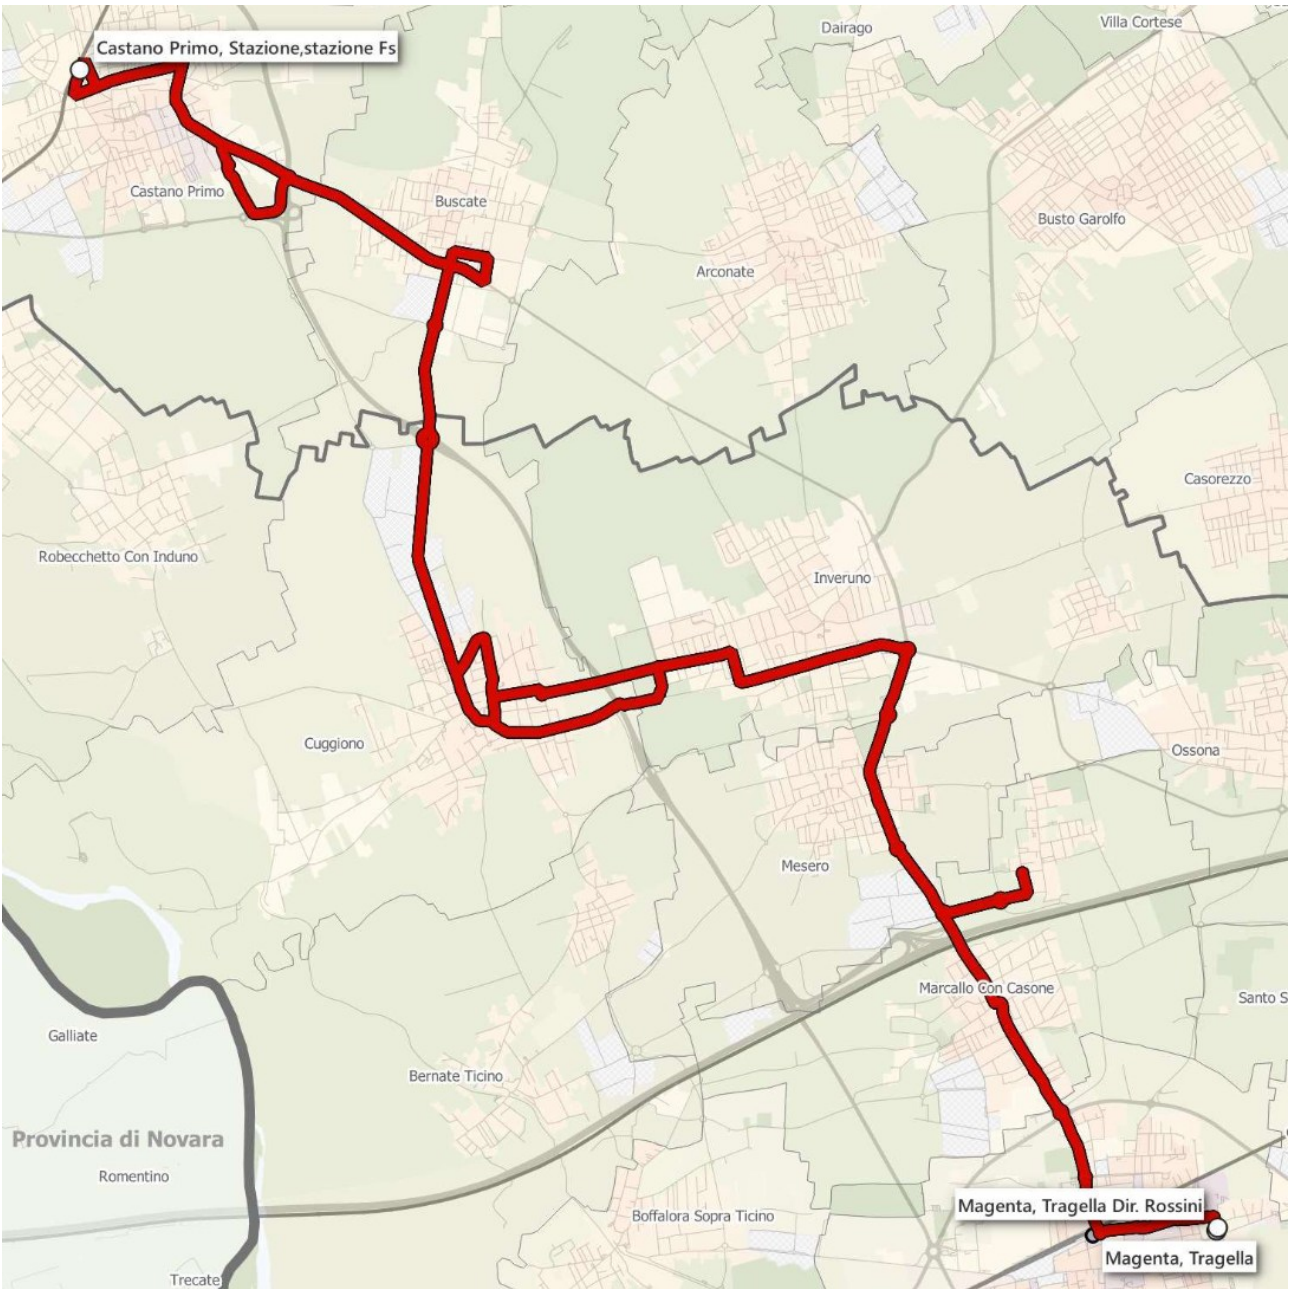 Villa Cortese
Dairago
Castano Primo, Stazione,stazione Fs
Castano Primo
Buscate
Busto Garolfo
Arconate
Casorezzo
Robecchetto Con Induno
Inveruno
Cuggiono
Ossona
Mesero
Marcallo Con Casone
Santo S
Galliate
Bernate Ticino
Provincia di Novara
Romentino
Magenta, Tragella Dir. Rossini
Boffalora Sopra Ticino
Magenta, Tragella
Trecate